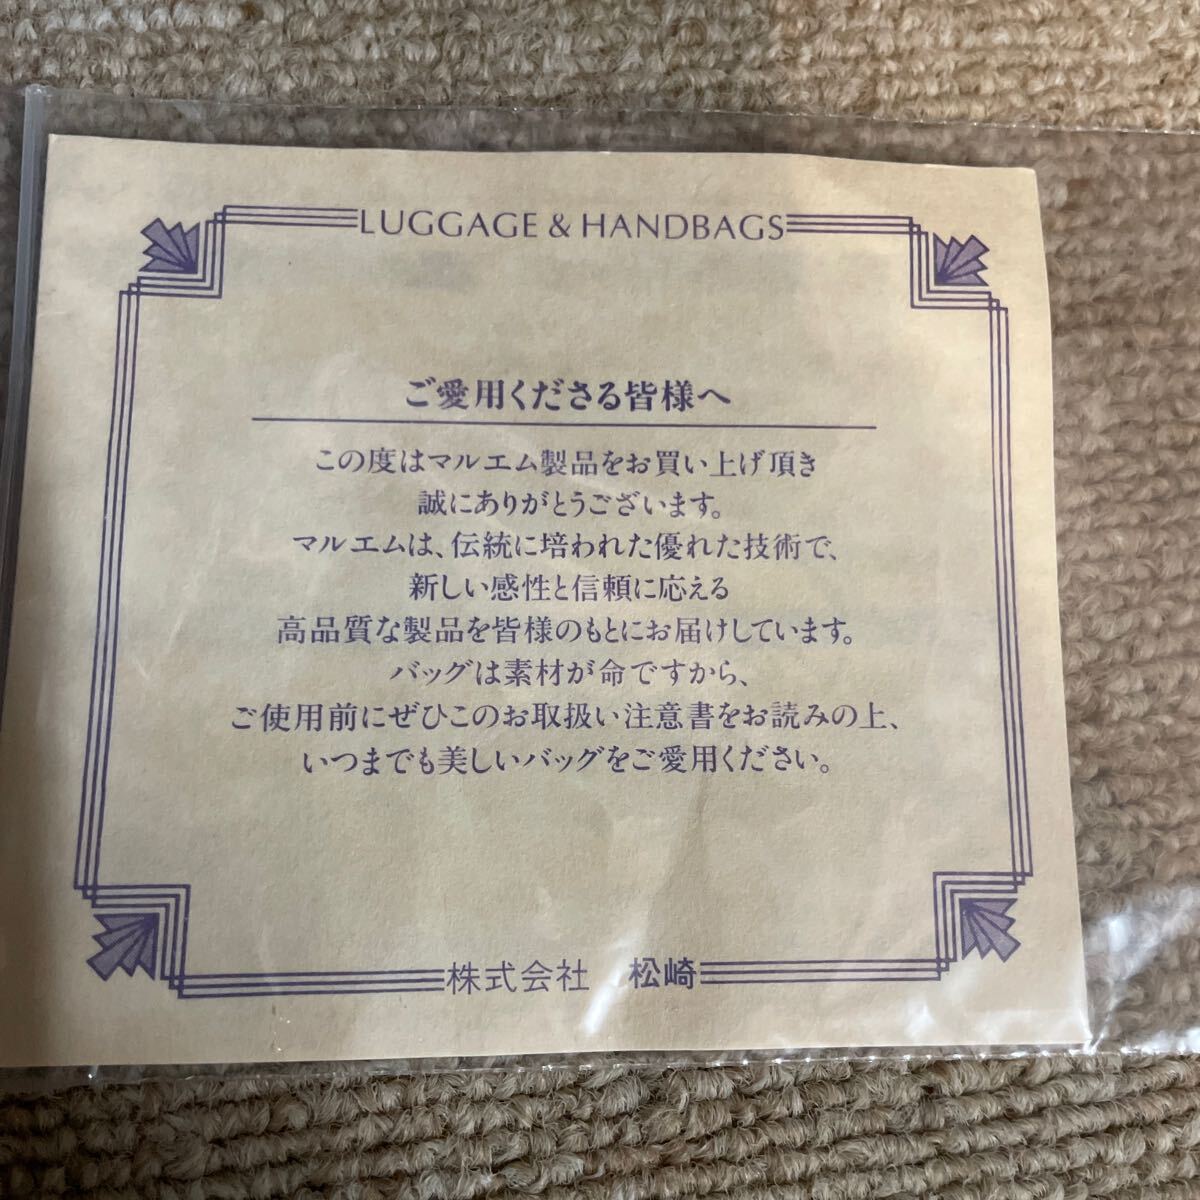 LUGGAGE & HANDBAGS
ご愛用くださる皆様へ
この度はマルエム製品をお買い上げ頂き
誠にありがとうございます。
マルエムは、伝統に培われた優れた技術で、
新しい感性と信頼に応える
高品質な製品を皆様のもとにお届けしています。
バッグは素材が命ですから、
ご使用前にぜひこのお取扱い注意書をお読みの上、
いつまでも美しいバッグをご愛用ください。
株式会社　松崎